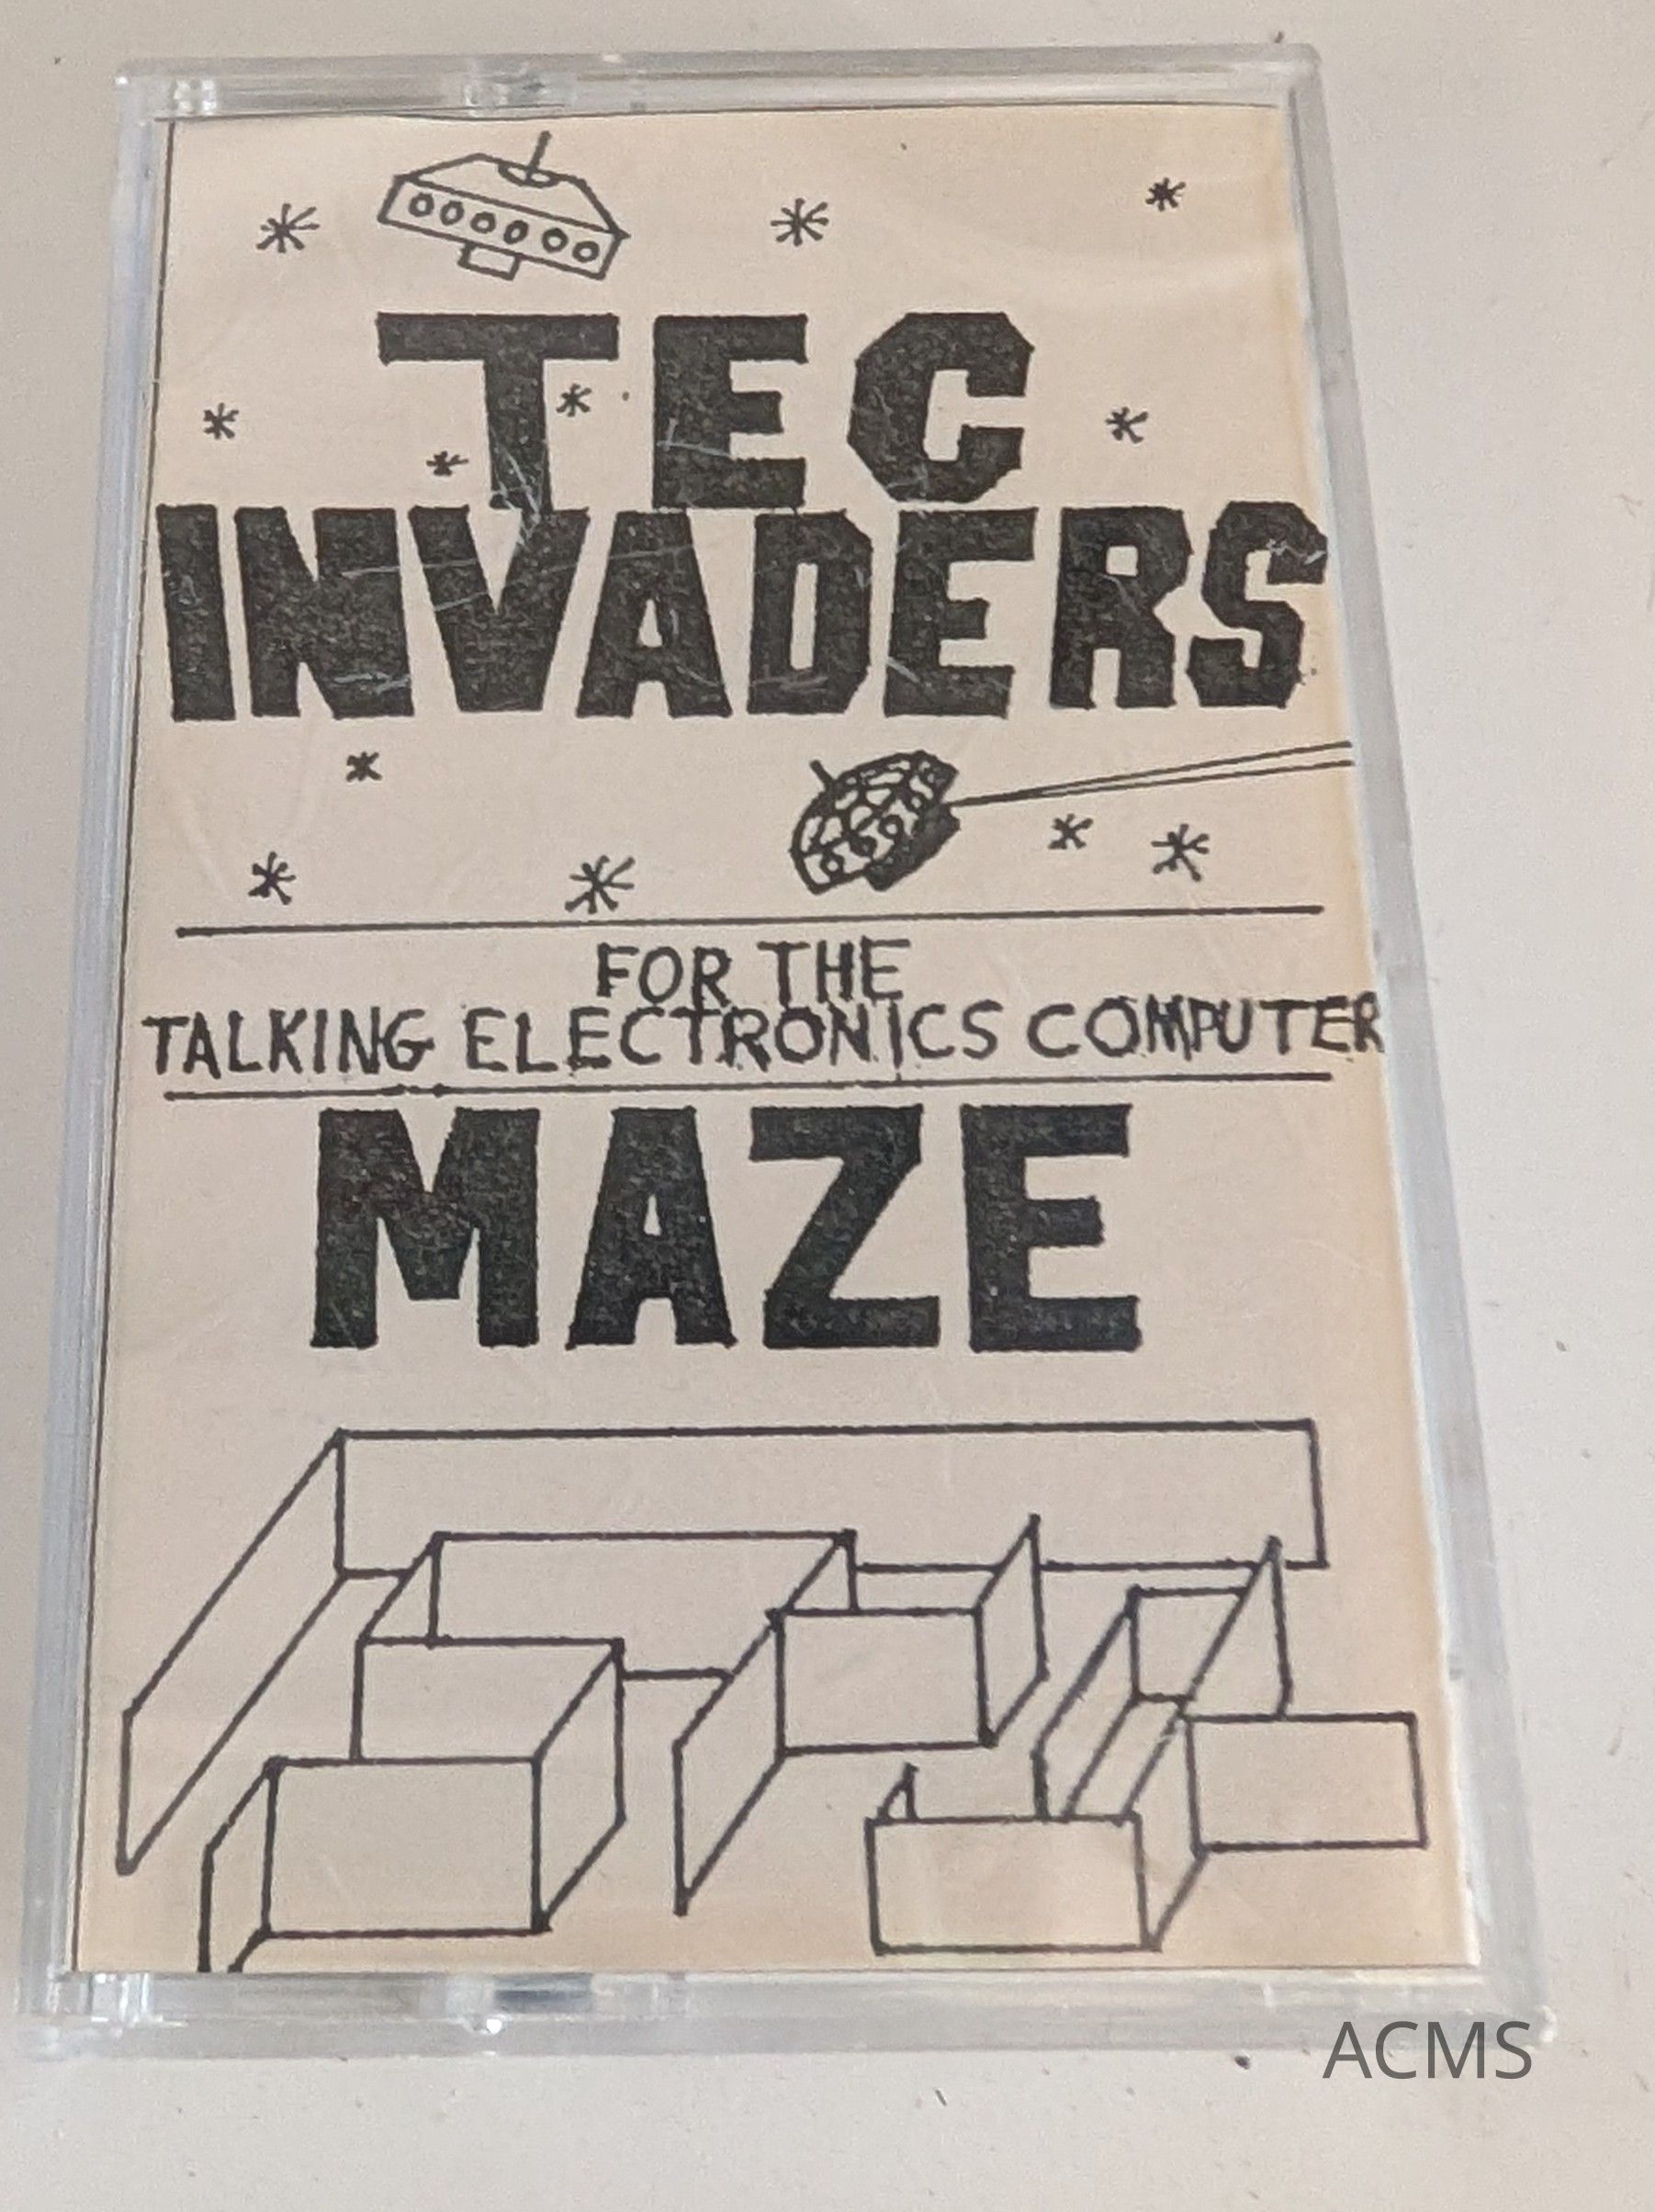 TEC
INVADERS
FOR THE
TALKING ELECTRONICS COMPUTER
MAZE
ACMS